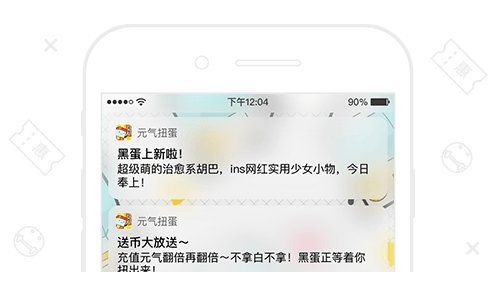 下午12:04
90%
元气扭蛋
黑蛋上新啦！
超级萌的治愈系胡巴，ins网红实用少女小物，今日
奉上！
元气扭蛋
送币大放送～
充值元气翻倍再翻倍～不拿白不拿！黑蛋正等着你
扭出来！
惠
惠